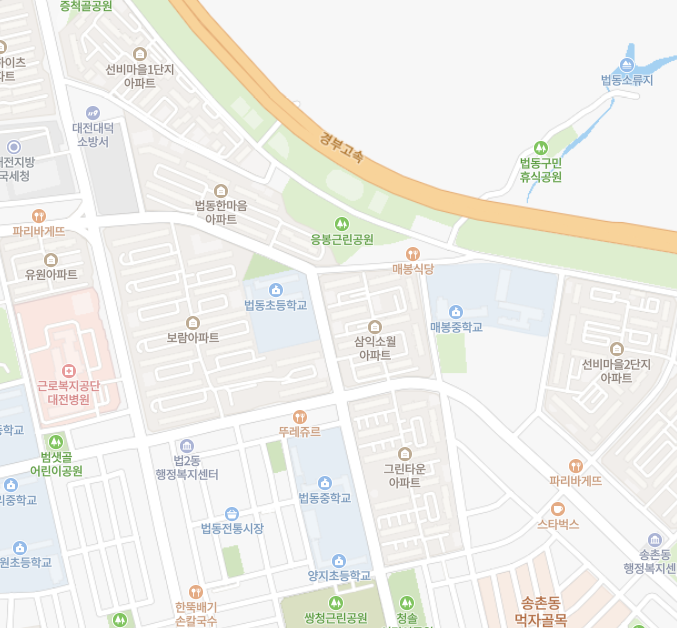 중척골공원
하이츠
파트
선비마을1단지
아파트
법동소류지
대전대덕
소방서
경부고속
대전지방
국세청
법동구민
휴식공원
법동한마음
아파트
파리바게뜨
응봉근린공원
매봉식당
유원아파트
법동초등학교
매봉중학교
보람아파트
삼익소월
아파트
선비마을2단지
아파트
근로복지공단
대전병원
등학교
뚜레쥬르
범샛골
어린이공원
법2동
행정복지센터
그린타운
아파트
파리바게뜨
리중학교
법동중학교
법동전통시장
스타벅스
원초등학교
양지초등학교
송촌동
행정복지센
한뚝배기
손칼국수
쌍청근린공원
청솔
송촌동
먹자골목